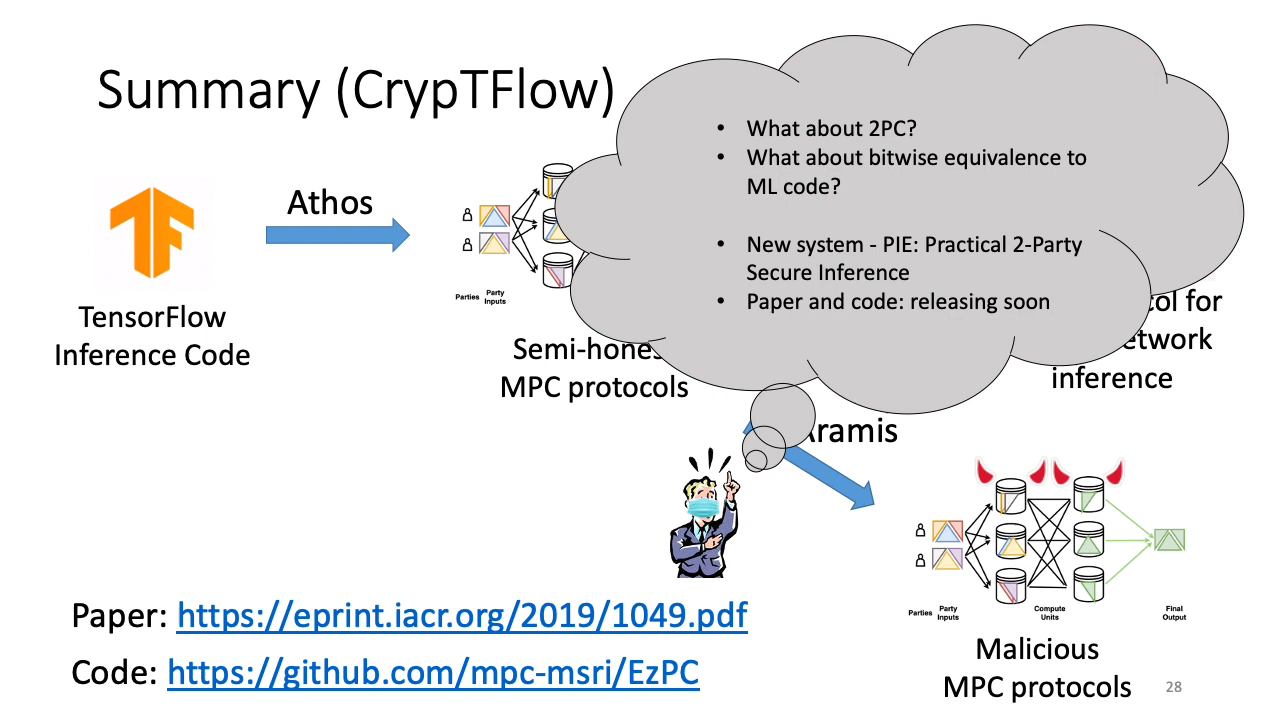 Summary (CrypTFlow)
• What about 2PC?
• What about bitwise equivalence to
ML code?
• New system - PIE: Practical 2-Party
Secure Inference
• Paper and code: releasing soon
Athos
Parties
Party
Inputs
TensorFlow
Inference Code
Semi-hones
MPC protocols
col for
etwork
inference
Aramis
Parties
Party
Inputs
Compute
Units
Final
Output
Malicious
MPC protocols
Paper: https://eprint.iacr.org/2019/1049.pdf
Code: https://github.com/mpc-msri/EzPC
28